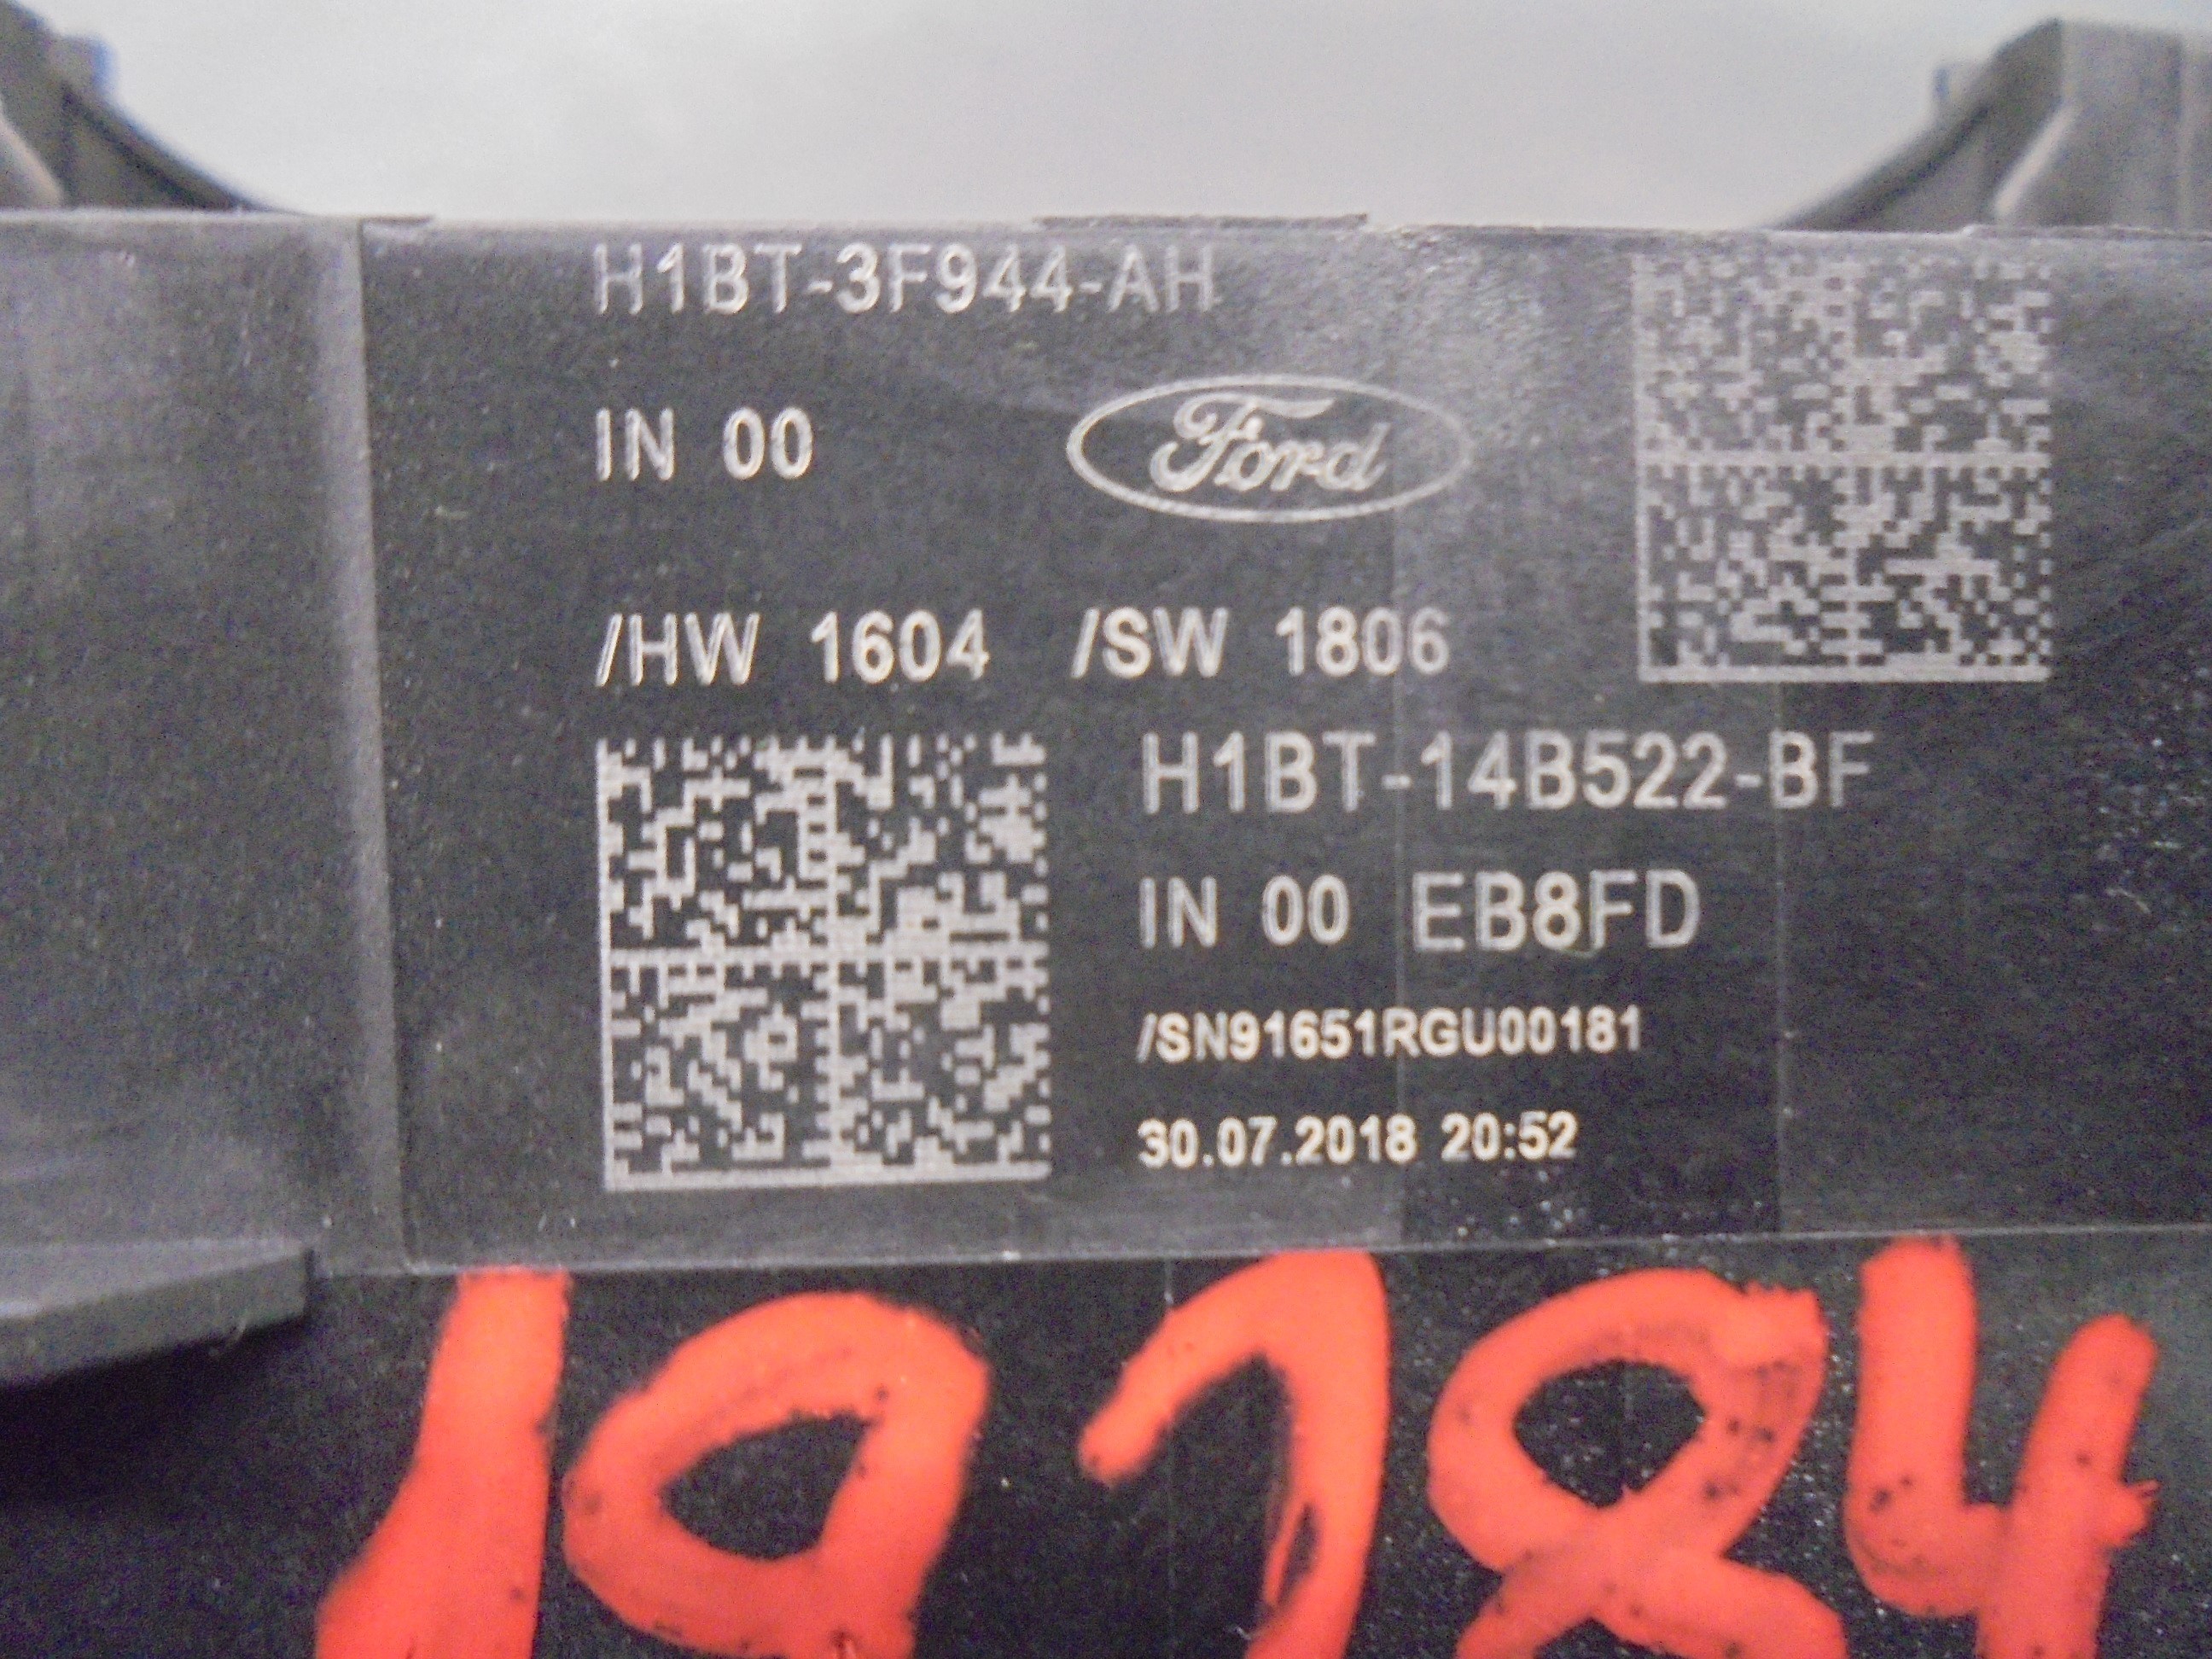 H1BT-3F944-AH
IN 00
Ford
/HW 1604 /SW 1806
H1BT-14B522-BF
IN 00 EB8FD
/SN91651RGU00181
30.07.2018 20:52
19784